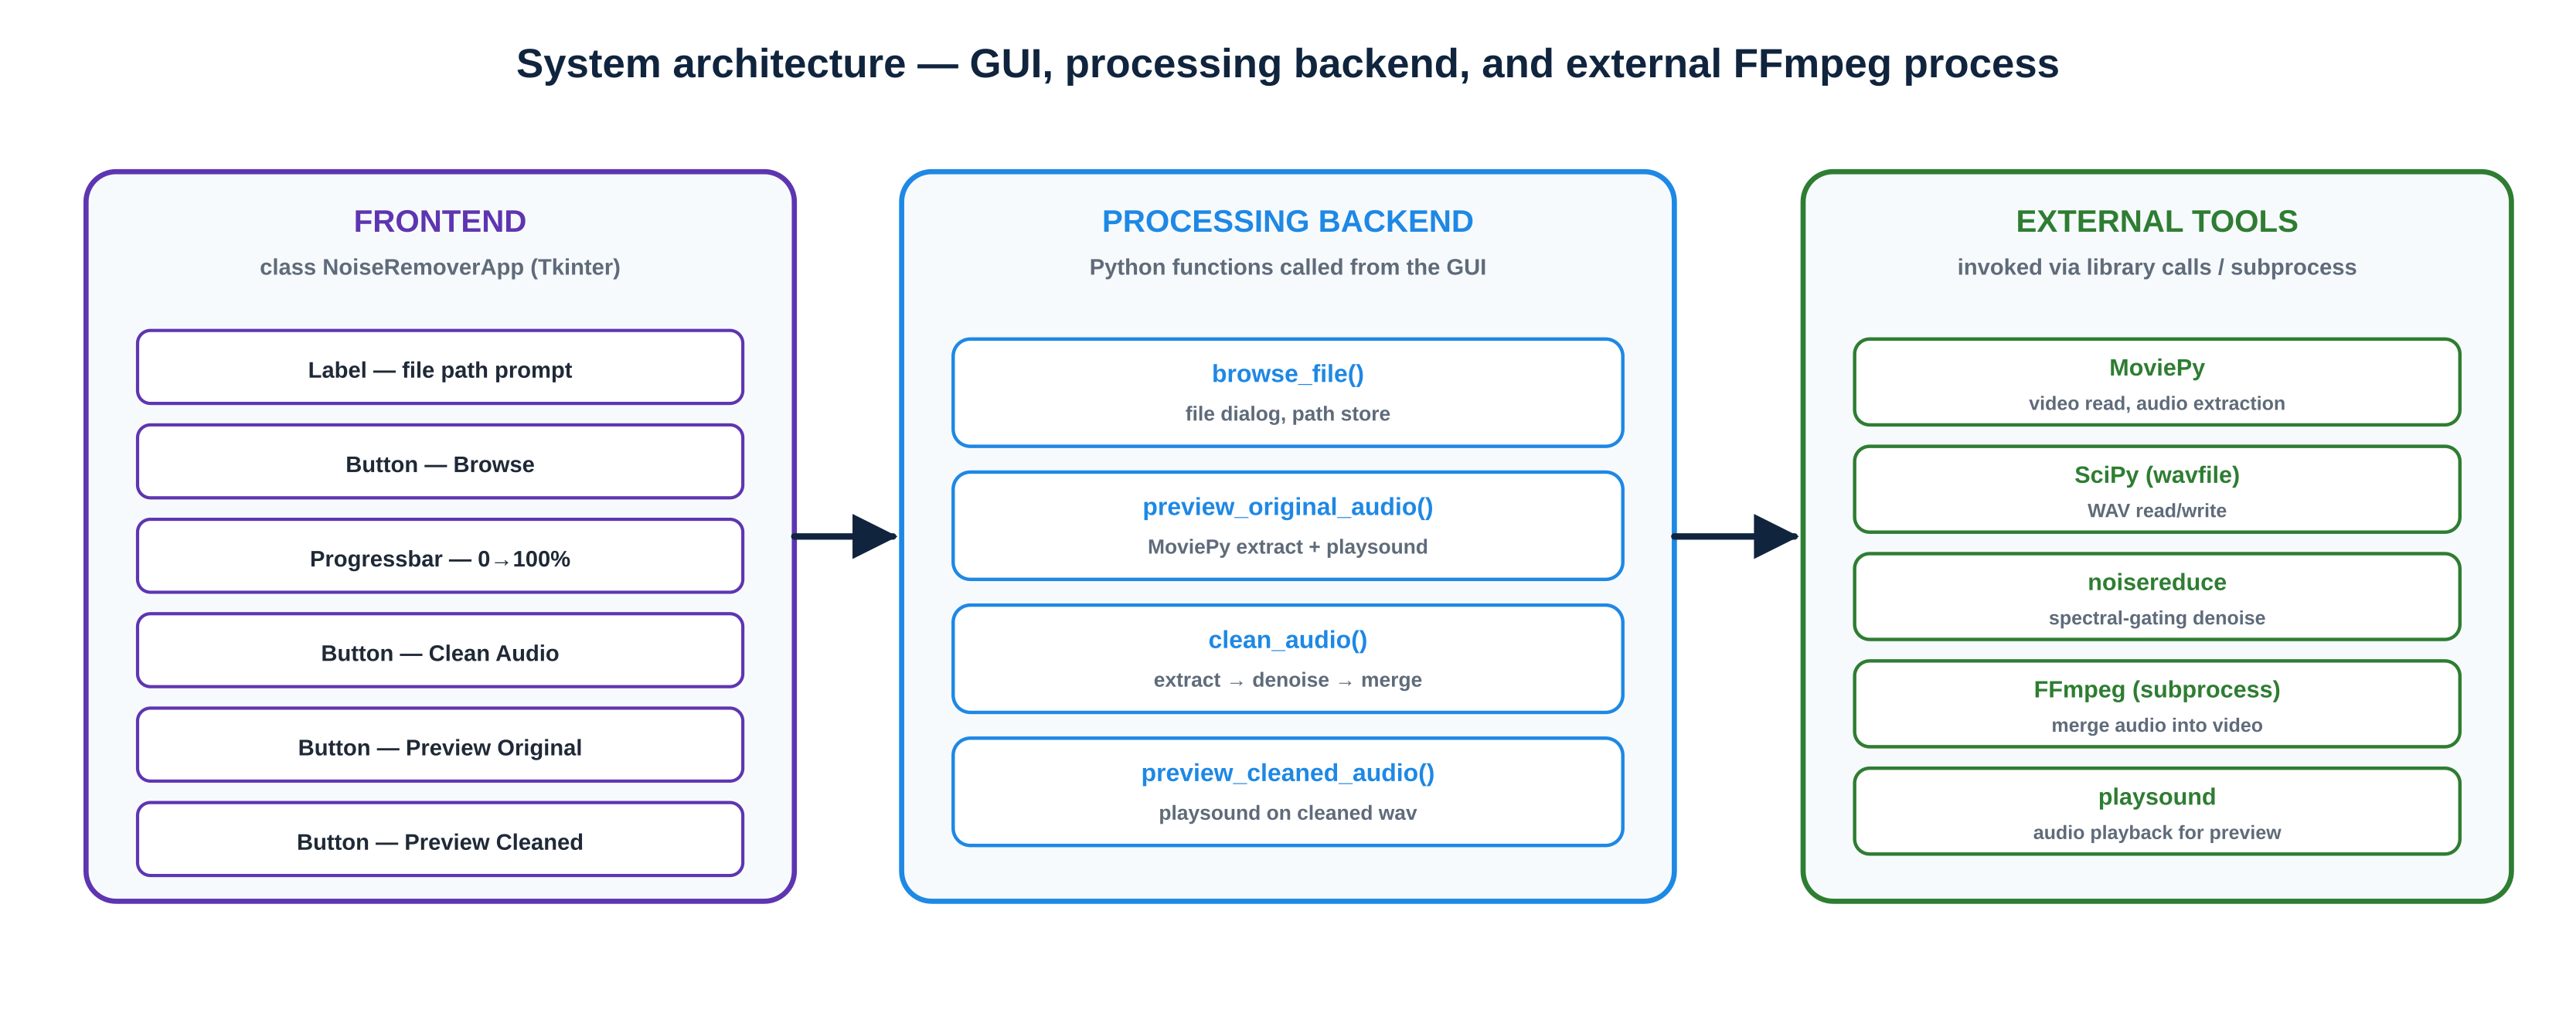 System architecture — GUI, processing backend, and external FFmpeg process
FRONTEND
class NoiseRemoverApp (Tkinter)
Label — file path prompt
Button — Browse
Progressbar — 0→100%
Button — Clean Audio
Button — Preview Original
Button — Preview Cleaned
PROCESSING BACKEND
Python functions called from the GUI
browse_file()
file dialog, path store
preview_original_audio()
MoviePy extract + playsound
clean_audio()
extract → denoise → merge
preview_cleaned_audio()
playsound on cleaned wav
EXTERNAL TOOLS
invoked via library calls / subprocess
MoviePy
video read, audio extraction
SciPy (wavfile)
WAV read/write
noisereduce
spectral-gating denoise
FFmpeg (subprocess)
merge audio into video
playsound
audio playback for preview